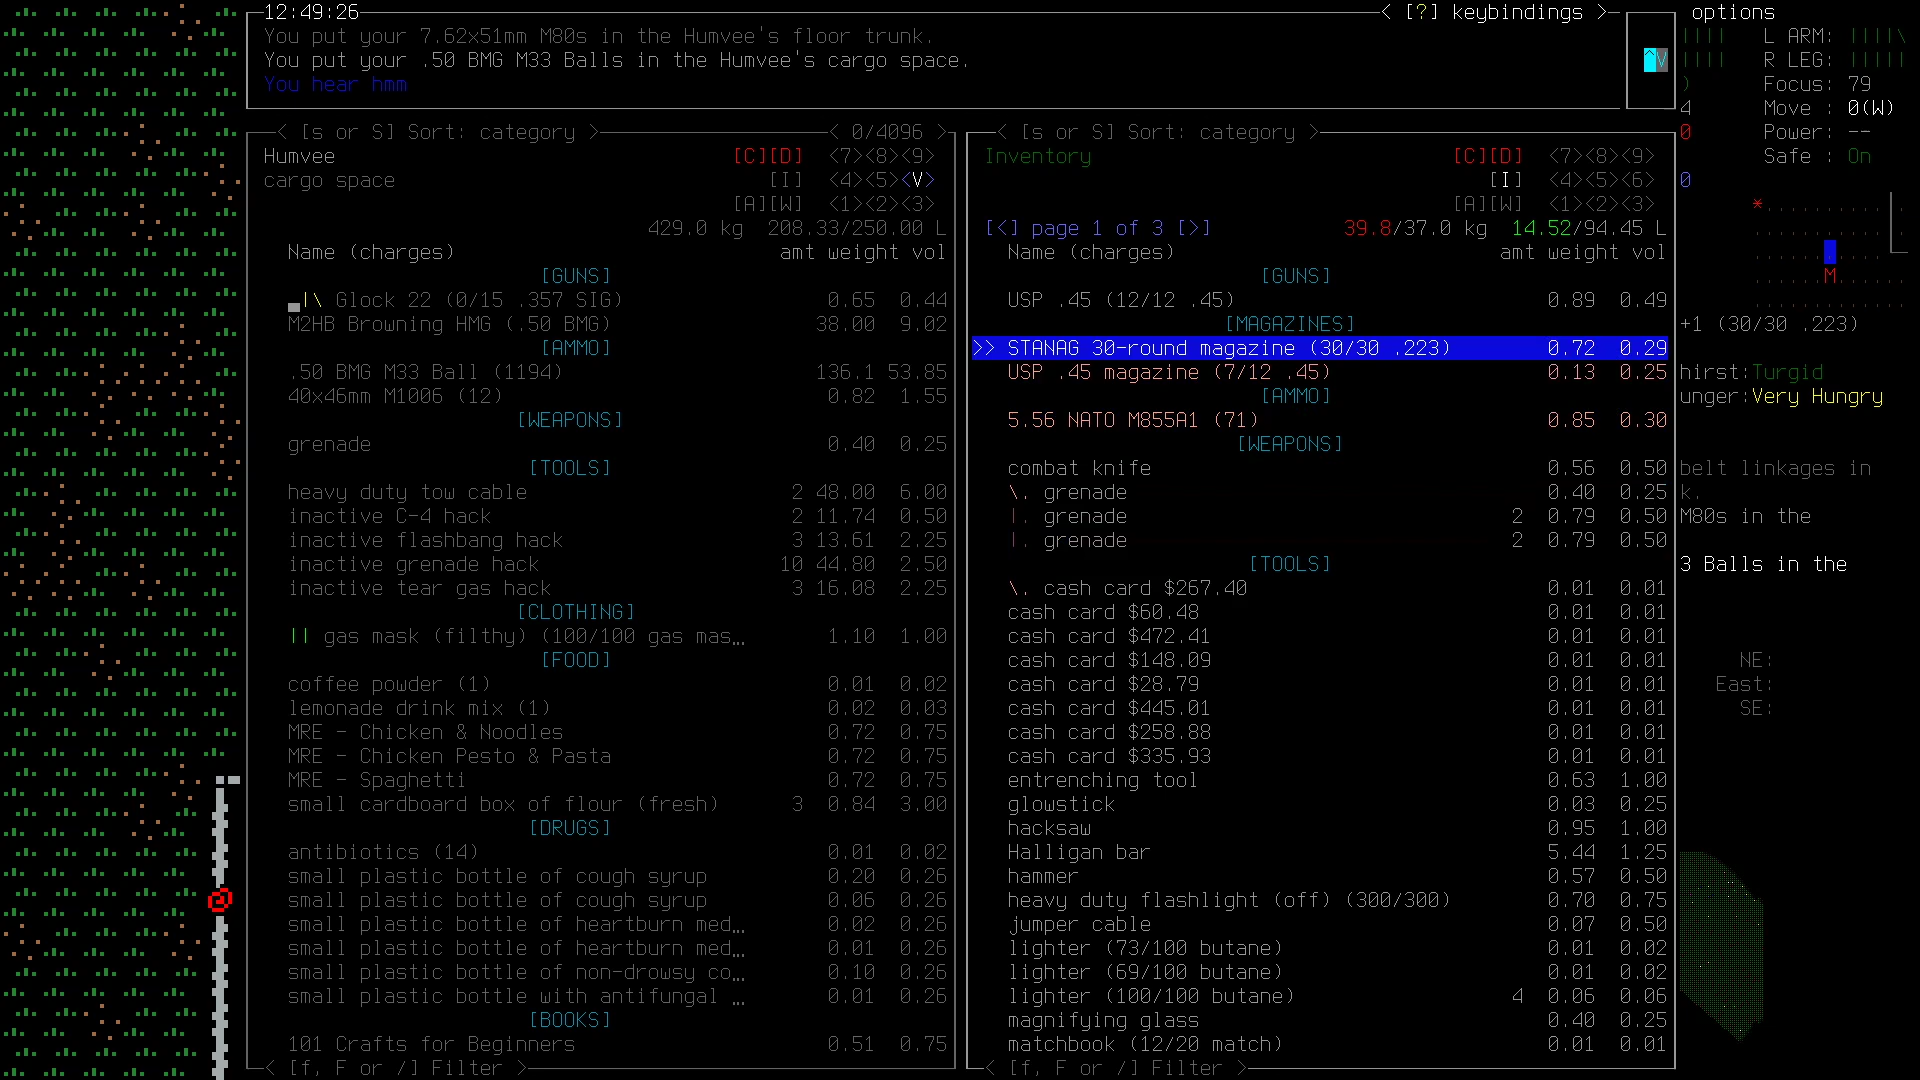 12:49:26 < [?] keybindings > options
You put your 7.62x51mm M80s in the Humvee's floor trunk. L ARM: ||||\
You put your .50 BMG M33 Balls in the Humvee's cargo space. ^V R LEG: |||||
You hear hmm ) Focus: 79
4 Move : 0(W)
< [s or S] Sort: category > < 0/4096 > < [s or S] Sort: category > 0 Power: --
Humvee [C][D] <7><8><9> Inventory [C][D] <7><8><9> Safe : On
cargo space [I] <4><5><V> [I] <4><5><6> 0
[A][W] <1><2><3> [A][W] <1><2><3>
429.0 kg 208.33/250.00 L [<] page 1 of 3 [>] 39.8/37.0 kg 14.52/94.45 L
Name (charges) amt weight vol Name (charges) amt weight vol
[GUNS] [GUNS] M
|\ Glock 22 (0/15 .357 SIG) 0.65 0.44 USP .45 (12/12 .45) 0.89 0.49
M2HB Browning HMG (.50 BMG) 38.00 9.02 [MAGAZINES] +1 (30/30 .223)
[AMMO] >> STANAG 30-round magazine (30/30 .223) 0.72 0.29
.50 BMG M33 Ball (1194) 136.1 53.85 USP .45 magazine (7/12 .45) 0.13 0.25 hirst:Turgid
40x46mm M1006 (12) 0.82 1.55 [AMMO] unger:Very Hungry
[WEAPONS] 5.56 NATO M855A1 (71) 0.85 0.30
grenade 0.40 0.25 [WEAPONS]
[TOOLS] combat knife 0.56 0.50 belt linkages in
heavy duty tow cable 2 48.00 6.00 \. grenade 0.40 0.25 k.
inactive C-4 hack 2 11.74 0.50 |. grenade 2 0.79 0.50 M80s in the
inactive flashbang hack 3 13.61 2.25 |. grenade 2 0.79 0.50
inactive grenade hack 10 44.80 2.50 [TOOLS] 3 Balls in the
inactive tear gas hack 3 16.08 2.25 \. cash card $267.40 0.01 0.01
[CLOTHING] cash card $60.48 0.01 0.01
|| gas mask (filthy) (100/100 gas mas… 1.10 1.00 cash card $472.41 0.01 0.01
[FOOD] cash card $148.09 0.01 0.01 NE:
coffee powder (1) 0.01 0.02 cash card $28.79 0.01 0.01 East:
lemonade drink mix (1) 0.02 0.03 cash card $445.01 0.01 0.01 SE:
MRE - Chicken & Noodles 0.72 0.75 cash card $258.88 0.01 0.01
MRE - Chicken Pesto & Pasta 0.72 0.75 cash card $335.93 0.01 0.01
MRE - Spaghetti 0.72 0.75 entrenching tool 0.63 1.00
small cardboard box of flour (fresh) 3 0.84 3.00 glowstick 0.03 0.25
[DRUGS] hacksaw 0.95 1.00
antibiotics (14) 0.01 0.02 Halligan bar 5.44 1.25
small plastic bottle of cough syrup 0.20 0.26 hammer 0.57 0.50
small plastic bottle of cough syrup 0.06 0.26 heavy duty flashlight (off) (300/300) 0.70 0.75
small plastic bottle of heartburn med… 0.02 0.26 jumper cable 0.07 0.50
small plastic bottle of heartburn med… 0.01 0.26 lighter (73/100 butane) 0.01 0.02
small plastic bottle of non-drowsy co… 0.10 0.26 lighter (69/100 butane) 0.01 0.02
small plastic bottle with antifungal … 0.01 0.26 lighter (100/100 butane) 4 0.06 0.06
[BOOKS] magnifying glass 0.40 0.25
101 Crafts for Beginners 0.51 0.75 matchbook (12/20 match) 0.01 0.01
< [f, F or /] Filter > < [f, F or /] Filter >